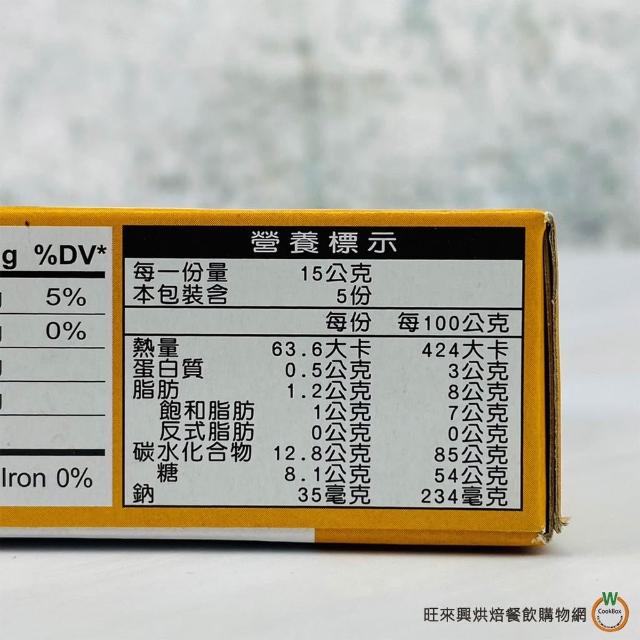 g %DV*
5%
0%
Iron 0%
營養標示
每一份量 15公克
本包裝含 5份
每份 每100公克
熱量 63.6大卡 424大卡
蛋白質 0.5公克 3公克
脂肪 1.2公克 8公克
飽和脂肪 1公克 7公克
反式脂肪 0公克 0公克
碳水化合物 12.8公克 85公克
糖 8.1公克 54公克
鈉 35毫克 234毫克
W
CookBox
旺來興烘焙餐飲購物網